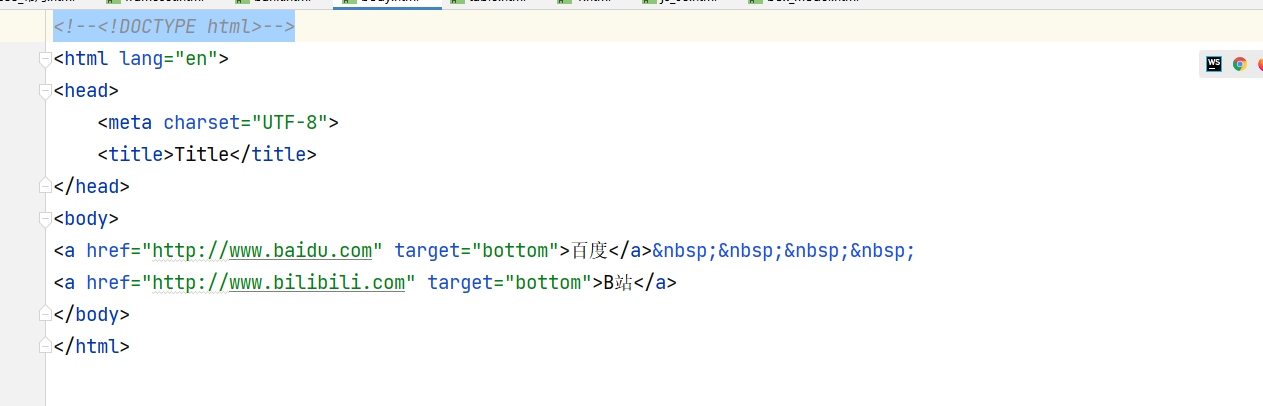 <!--<!DOCTYPE html>-->
<html lang="en">
<head>
    <meta charset="UTF-8">
    <title>Title</title>
</head>
<body>
<a href="http://www.baidu.com" target="bottom">百度</a>&nbsp;&nbsp;&nbsp;&nbsp;
<a href="http://www.bilibili.com" target="bottom">B站</a>
</body>
</html>
WS